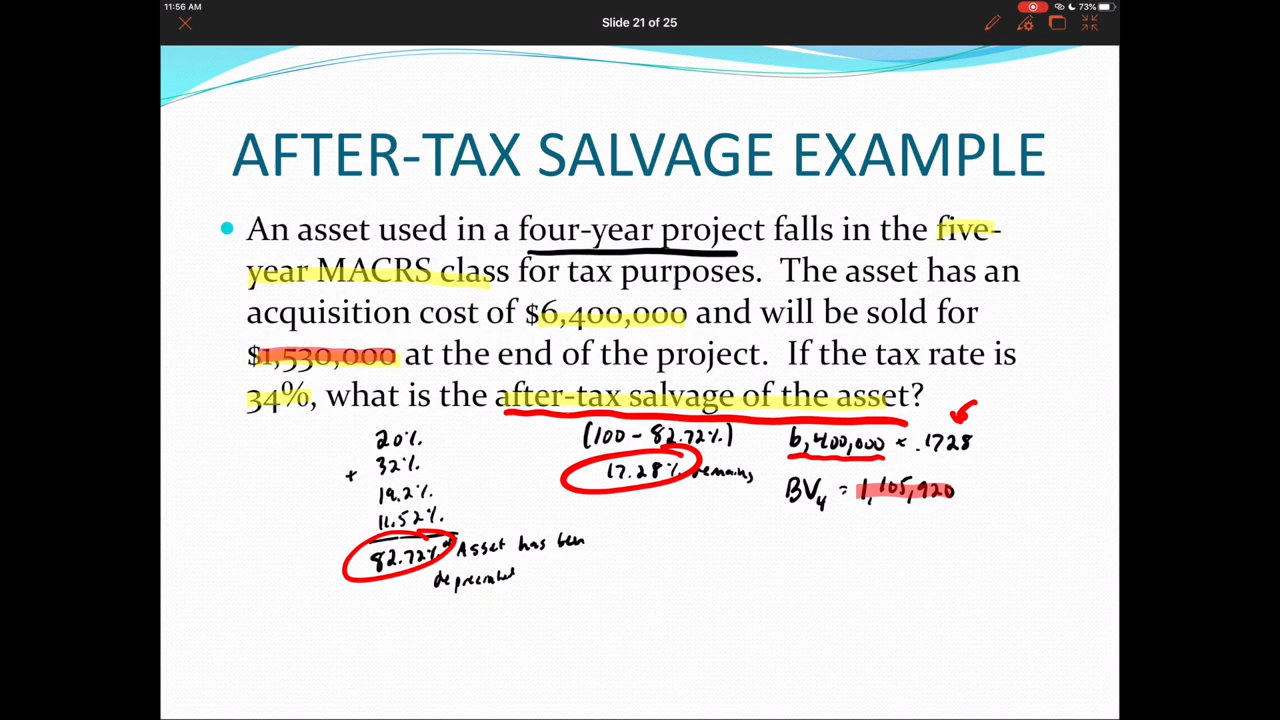 11:56 AM
73%
Slide 21 of 25
AFTER-TAX SALVAGE EXAMPLE
• An asset used in a four-year project falls in the five-
year MACRS class for tax purposes. The asset has an
acquisition cost of $6,400,000 and will be sold for
$1,530,000 at the end of the project. If the tax rate is
34%, what is the after-tax salvage of the asset?
20%
+ 32%
19.2%
11.52%
82.72% Asset has been
depreciated
(100 - 82.72%)
17.28% remaining
6,400,000 × .1728
BV4 = 1,105,920